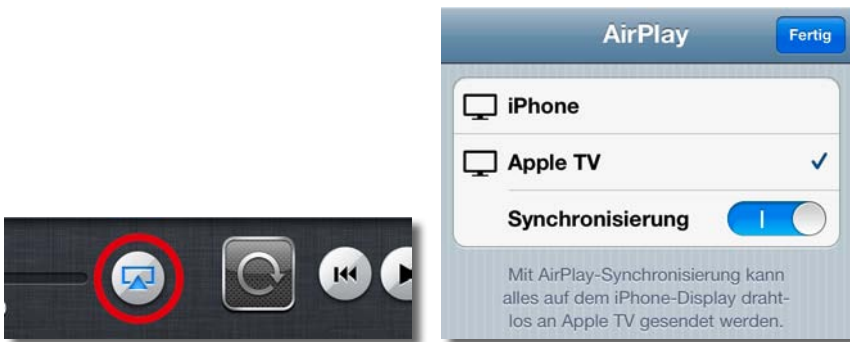 AirPlay
Fertig
iPhone
Apple TV
Synchronisierung
Mit AirPlay-Synchronisierung kann
alles auf dem iPhone-Display draht-
los an Apple TV gesendet werden.